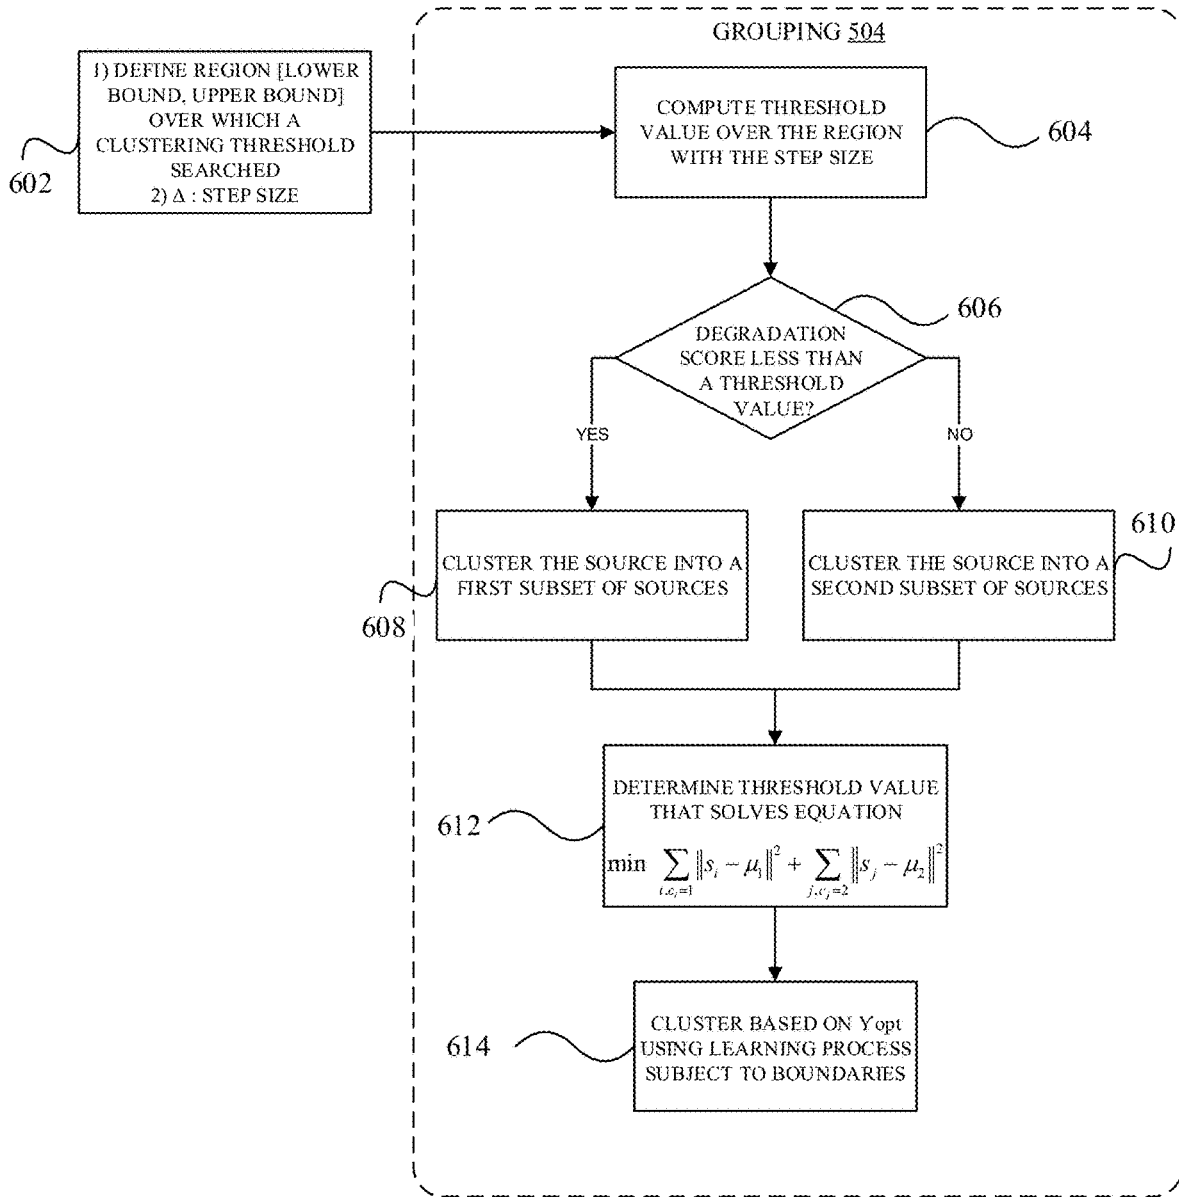 GROUPING 504
1) DEFINE REGION [LOWER
BOUND, UPPER BOUND]
OVER WHICH A
CLUSTERING THRESHOLD
SEARCHED
2) Δ : STEP SIZE
602
COMPUTE THRESHOLD
VALUE OVER THE REGION
WITH THE STEP SIZE
604
DEGRADATION
SCORE LESS THAN
A THRESHOLD
VALUE?
606
YES
NO
CLUSTER THE SOURCE INTO A
FIRST SUBSET OF SOURCES
608
CLUSTER THE SOURCE INTO A
SECOND SUBSET OF SOURCES
610
DETERMINE THRESHOLD VALUE
THAT SOLVES EQUATION
min ∑_{i,c_i=1} ‖s_i − μ_1‖² + ∑_{j,c_j=2} ‖s_j − μ_2‖²
612
CLUSTER BASED ON Yopt
USING LEARNING PROCESS
SUBJECT TO BOUNDARIES
614